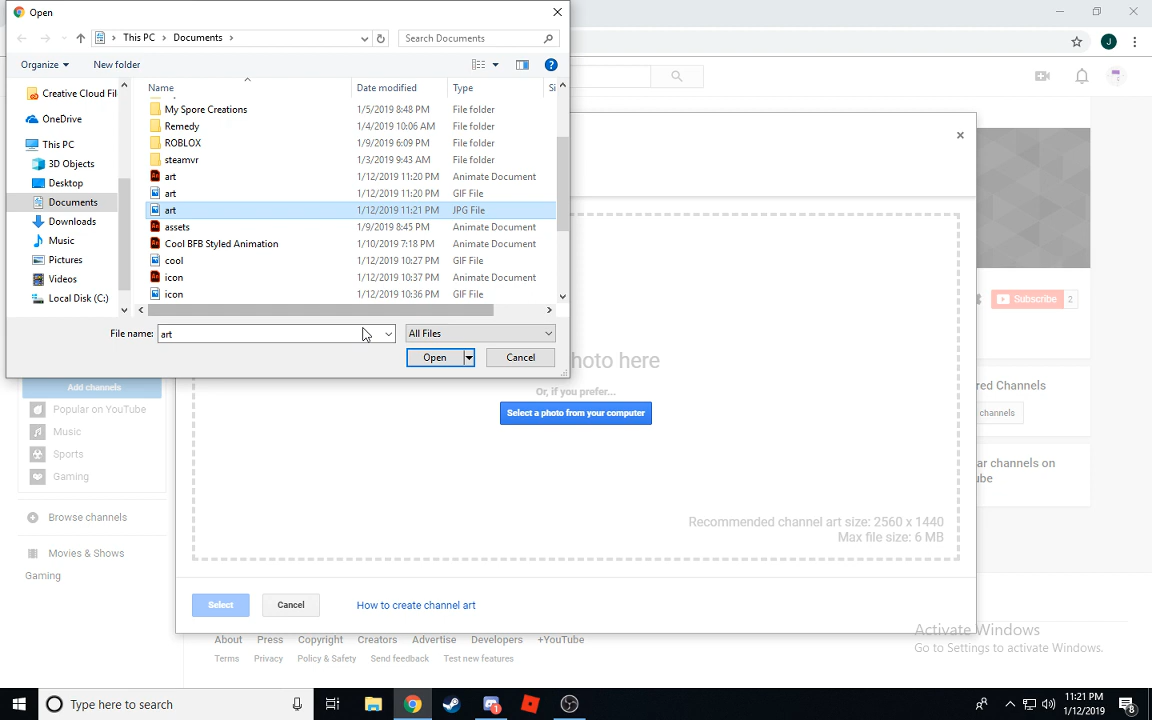 Open
This PC > Documents >
Search Documents
Organize
New folder
Name
Date modified
Type
Si
Creative Cloud Fil
OneDrive
This PC
3D Objects
Desktop
Documents
Downloads
Music
Pictures
Videos
Local Disk (C:)
My Spore Creations 1/5/2019 8:48 PM File folder
Remedy 1/4/2019 10:06 AM File folder
ROBLOX 1/9/2019 6:09 PM File folder
steamvr 1/3/2019 9:43 AM File folder
art 1/12/2019 11:20 PM Animate Document
art 1/12/2019 11:20 PM GIF File
art 1/12/2019 11:21 PM JPG File
assets 1/9/2019 8:45 PM Animate Document
Cool BFB Styled Animation 1/10/2019 7:18 PM Animate Document
cool 1/12/2019 10:27 PM GIF File
icon 1/12/2019 10:37 PM Animate Document
icon 1/12/2019 10:36 PM GIF File
File name: art
All Files
Open
Cancel
J
Subscribe 2
hoto here
Or, if you prefer...
Select a photo from your computer
Recommended channel art size: 2560 x 1440
Max file size: 6 MB
Select
Cancel
How to create channel art
red Channels
channels
ar channels on
ube
Add channels
Popular on YouTube
Music
Sports
Gaming
Browse channels
Movies & Shows
Gaming
About Press Copyright Creators Advertise Developers +YouTube
Terms Privacy Policy & Safety Send feedback Test new features
Activate Windows
Go to Settings to activate Windows.
Type here to search
1
11:21 PM
1/12/2019
8